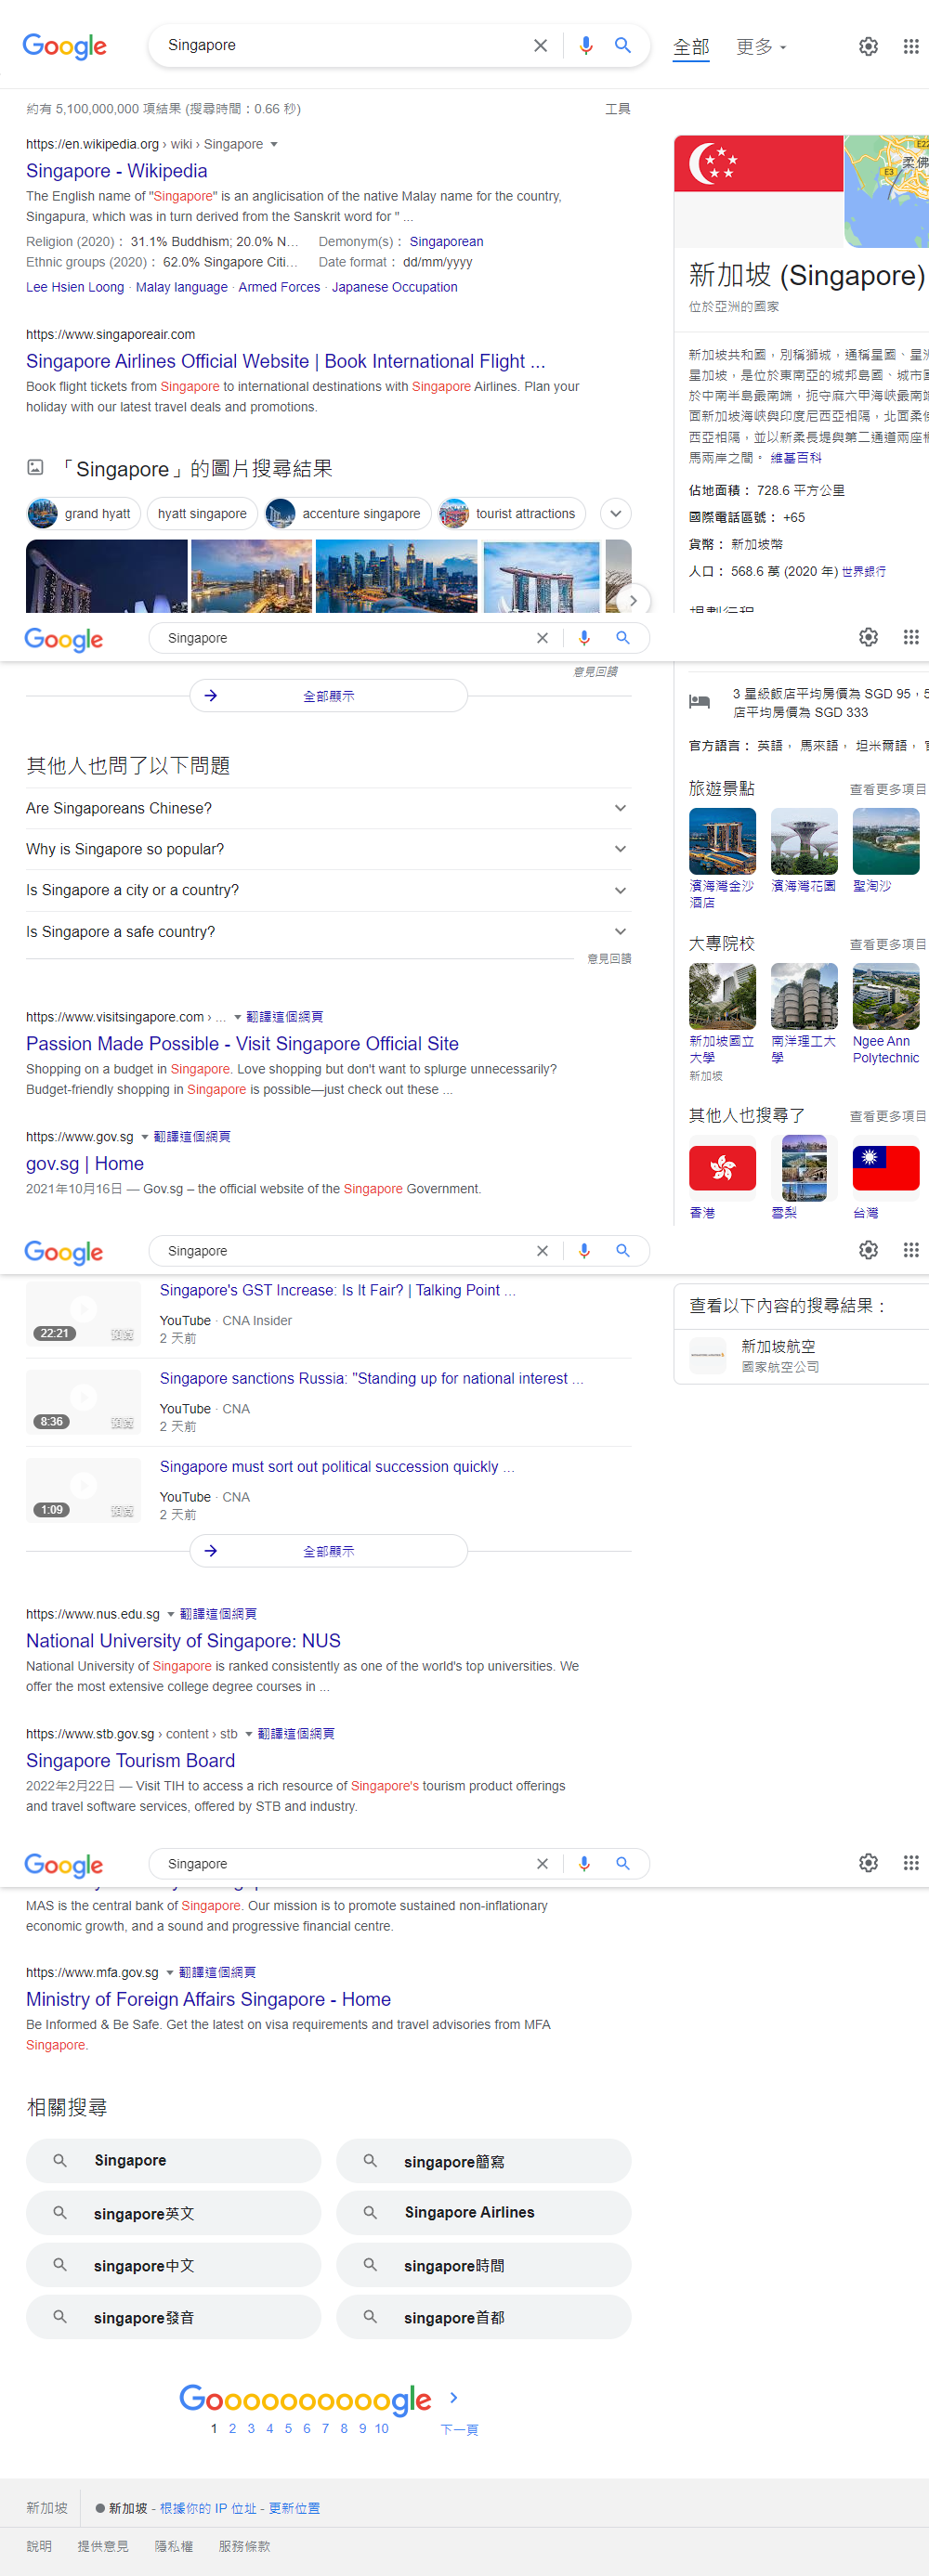 Google
Singapore
全部
更多
約有 5,100,000,000 項結果 (搜尋時間：0.66 秒)
工具
https://en.wikipedia.org › wiki › Singapore
Singapore - Wikipedia
The English name of "Singapore" is an anglicisation of the native Malay name for the country,
Singapura, which was in turn derived from the Sanskrit word for " ...
Religion (2020)： 31.1% Buddhism; 20.0% N…
Demonym(s)： Singaporean
Ethnic groups (2020)： 62.0% Singapore Citi…
Date format： dd/mm/yyyy
Lee Hsien Loong · Malay language · Armed Forces · Japanese Occupation
https://www.singaporeair.com
Singapore Airlines Official Website | Book International Flight ...
Book flight tickets from Singapore to international destinations with Singapore Airlines. Plan your
holiday with our latest travel deals and promotions.
「Singapore」的圖片搜尋結果
grand hyatt
hyatt singapore
accenture singapore
tourist attractions
E22
柔佛
E3
新加坡 (Singapore)
位於亞洲的國家
新加坡共和國，別稱獅城，通稱星國、星洲
星加坡，是位於東南亞的城邦島國、城市國
於中南半島最南端，扼守麻六甲海峽最南端
面新加坡海峽與印度尼西亞相隔，北面柔佛
西亞相隔，並以新柔長堤與第二通道兩座橋
馬兩岸之間。 維基百科
佔地面積： 728.6 平方公里
國際電話區號： +65
貨幣： 新加坡幣
人口： 568.6 萬 (2020 年) 世界銀行
規劃行程
Google
Singapore
意見回饋
全部顯示
其他人也問了以下問題
Are Singaporeans Chinese?
Why is Singapore so popular?
Is Singapore a city or a country?
Is Singapore a safe country?
意見回饋
https://www.visitsingapore.com › ... 翻譯這個網頁
Passion Made Possible - Visit Singapore Official Site
Shopping on a budget in Singapore. Love shopping but don't want to splurge unnecessarily?
Budget-friendly shopping in Singapore is possible—just check out these ...
https://www.gov.sg 翻譯這個網頁
gov.sg | Home
2021年10月16日 — Gov.sg – the official website of the Singapore Government.
3 星級飯店平均房價為 SGD 95，5
店平均房價為 SGD 333
官方語言： 英語， 馬來語， 坦米爾語，
旅遊景點
查看更多項目
濱海灣金沙
酒店
濱海灣花園
聖淘沙
大專院校
查看更多項目
新加坡國立
大學
新加坡
南洋理工大
學
Ngee Ann
Polytechnic
其他人也搜尋了
查看更多項目
香港
雪梨
台灣
Google
Singapore
Singapore's GST Increase: Is It Fair? | Talking Point ...
22:21
預覽
YouTube · CNA Insider
2 天前
Singapore sanctions Russia: "Standing up for national interest ...
8:36
預覽
YouTube · CNA
2 天前
Singapore must sort out political succession quickly ...
1:09
預覽
YouTube · CNA
2 天前
全部顯示
查看以下內容的搜尋結果：
新加坡航空
國家航空公司
https://www.nus.edu.sg 翻譯這個網頁
National University of Singapore: NUS
National University of Singapore is ranked consistently as one of the world's top universities. We
offer the most extensive college degree courses in ...
https://www.stb.gov.sg › content › stb 翻譯這個網頁
Singapore Tourism Board
2022年2月22日 — Visit TIH to access a rich resource of Singapore's tourism product offerings
and travel software services, offered by STB and industry.
Google
Singapore
MAS is the central bank of Singapore. Our mission is to promote sustained non-inflationary
economic growth, and a sound and progressive financial centre.
https://www.mfa.gov.sg 翻譯這個網頁
Ministry of Foreign Affairs Singapore - Home
Be Informed & Be Safe. Get the latest on visa requirements and travel advisories from MFA
Singapore.
相關搜尋
Singapore
singapore簡寫
singapore英文
Singapore Airlines
singapore中文
singapore時間
singapore發音
singapore首都
Goooooooooogle
1 2 3 4 5 6 7 8 9 10
下一頁
新加坡
新加坡 - 根據你的 IP 位址 - 更新位置
說明
提供意見
隱私權
服務條款